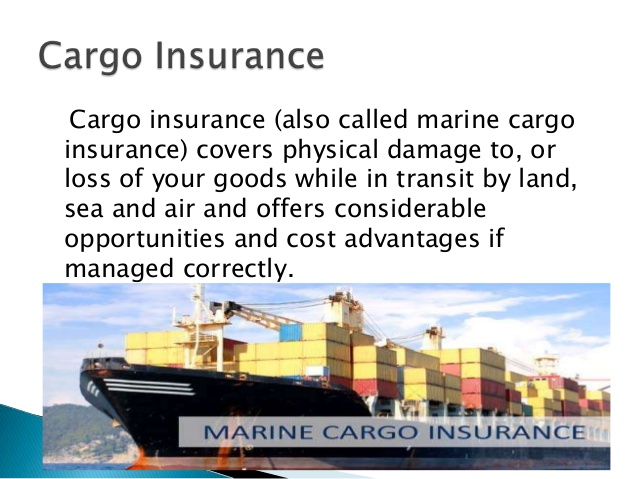 Cargo Insurance
Cargo insurance (also called marine cargo
insurance) covers physical damage to, or
loss of your goods while in transit by land,
sea and air and offers considerable
opportunities and cost advantages if
managed correctly.
MARINE CARGO INSURANCE